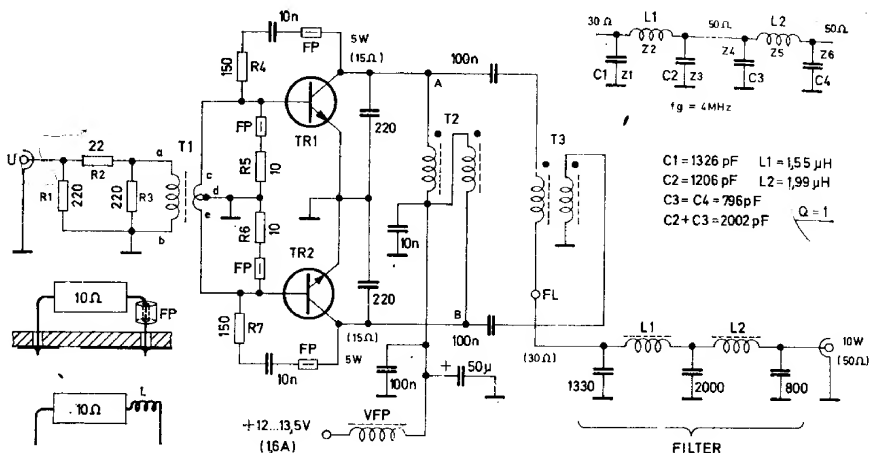 10n
FP
5W
(15Ω)
150
R4
TR1
220
FP
R5
10
100n
A
T2
T3
U
22
R2
a
T1
R1
220
220
R3
b
c
d
e
R6
10
FP
TR2
220
10n
B
100n
(15Ω)
5W
150
R7
10n
FP
100n
50µ
+
VFP
+12...13,5V
(1,6A)
10Ω
FP
10Ω
L
30Ω
L1
Z2
50Ω
L2
Z5
50Ω
C1
Z1
C2
Z3
Z4
C3
Z6
C4
fg = 4MHz
C1 = 1326 pF L1 = 1,55 µH
C2 = 1206 pF L2 = 1,99 µH
C3 = C4 = 796 pF
C2 + C3 = 2002 pF
Q = 1
FL
(30Ω)
L1
L2
10W
(50Ω)
1330
2000
800
FILTER